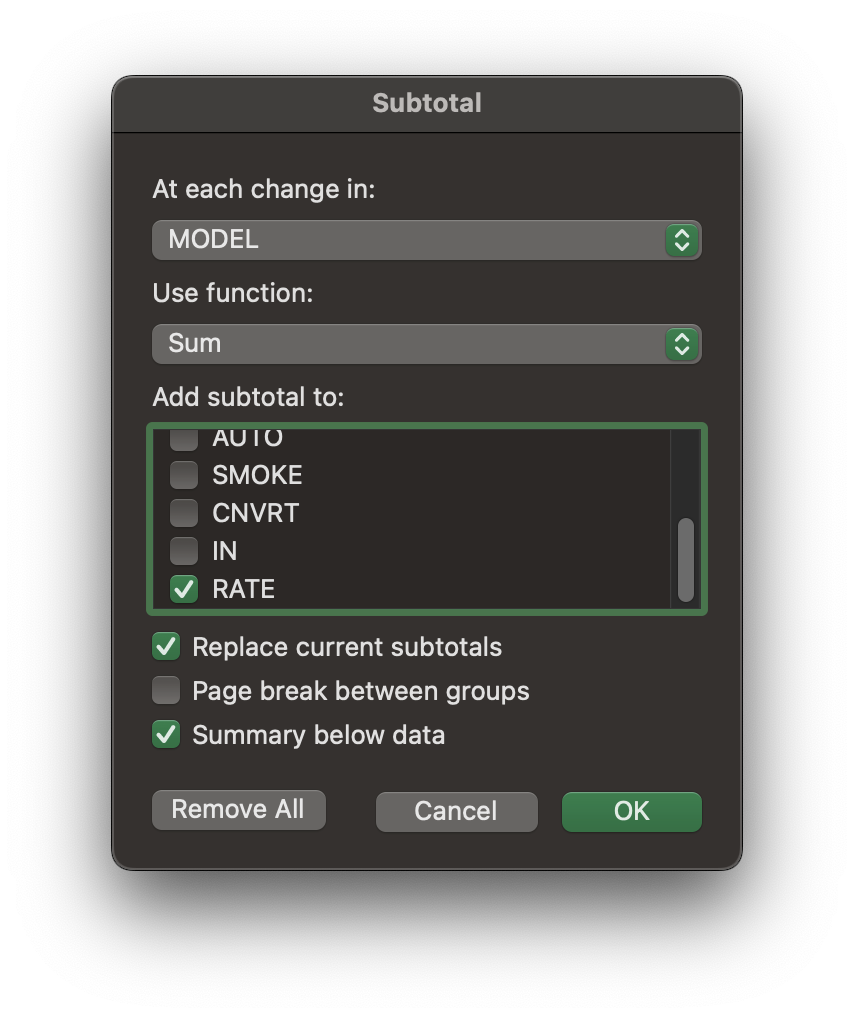 Subtotal
At each change in:
MODEL
Use function:
Sum
Add subtotal to:
AUTO
SMOKE
CNVRT
IN
RATE
Replace current subtotals
Page break between groups
Summary below data
Remove All
Cancel
OK